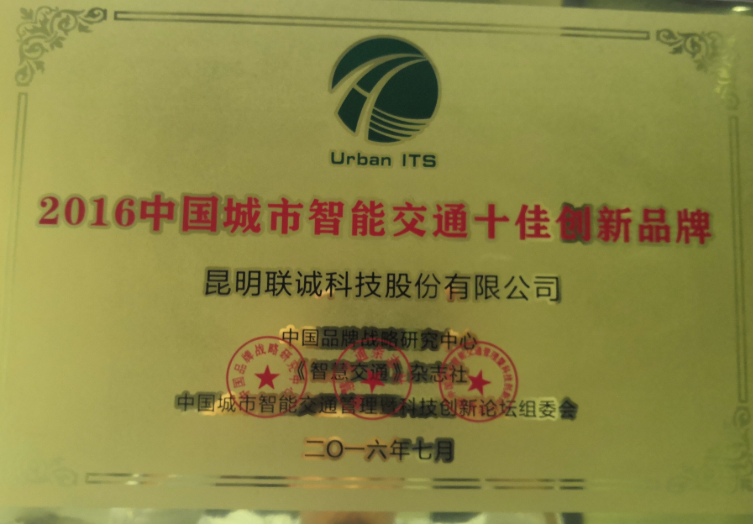 Urban ITS
2016中国城市智能交通十佳创新品牌
昆明联诚科技股份有限公司
中国品牌战略研究中心
《智慧交通》杂志社
中国城市智能交通管理暨科技创新论坛组委会
二〇一六年七月